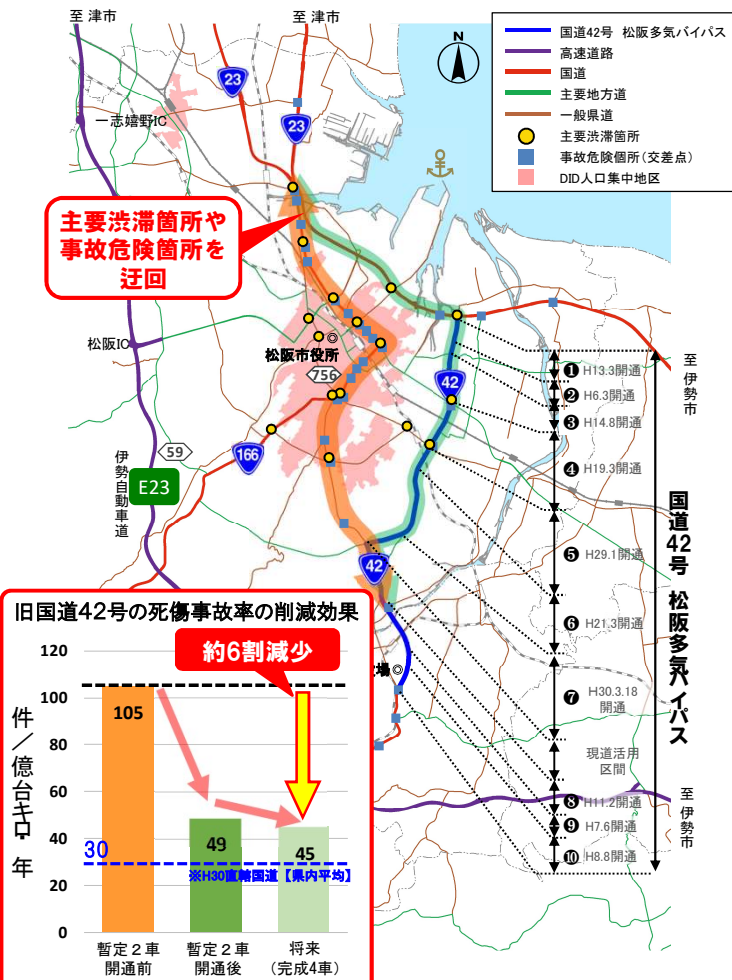 至 津市
至 津市
国道42号 松阪多気バイパス
高速道路
国道
主要地方道
一般県道
主要渋滞箇所
事故危険個所(交差点)
DID人口集中地区
N
23
23
一志嬉野IC
主要渋滞箇所や
事故危険箇所を
迂回
松阪IC
松阪市役所
756
42
59
166
伊勢自動車道
E23
42
至 伊勢市
❶ H13.3開通
❷ H6.3開通
❸ H14.8開通
❹ H19.3開通
❺ H29.1開通
❻ H21.3開通
❼ H30.3.18
開通
現道活用
区間
❽ H11.2開通
❾ H7.6開通
❿ H8.8開通
国道42号 松阪多気バイパス
至 伊勢市
場
旧国道42号の死傷事故率の削減効果
約6割減少
件/億台キロ・年
120
100
80
60
40
20
0
105
49
45
30
※H30直轄国道【県内平均】
暫定2車
開通前
暫定2車
開通後
将来
(完成4車)